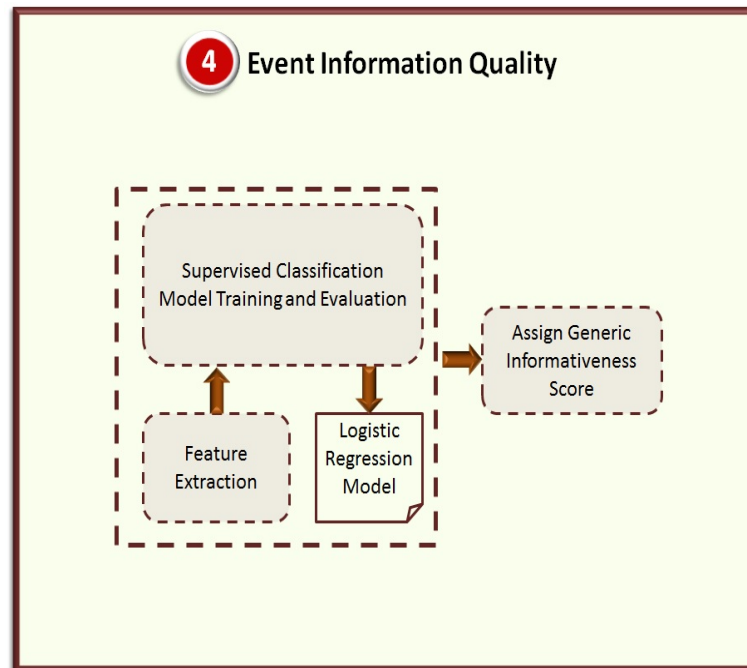 4 Event Information Quality
Supervised Classification
Model Training and Evaluation
Assign Generic
Informativeness
Score
Feature
Extraction
Logistic
Regression
Model